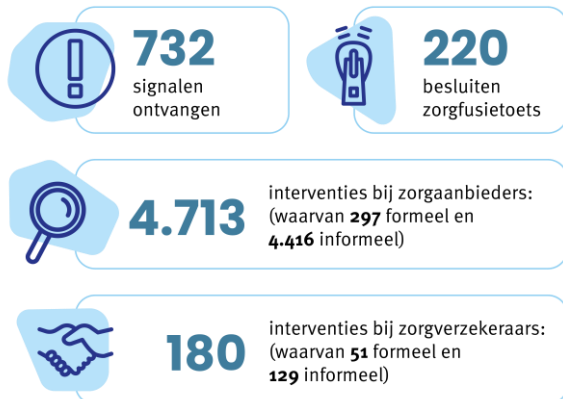 732
signalen
ontvangen
220
besluiten
zorgfusietoets
4.713
interventies bij zorgaanbieders:
(waarvan 297 formeel en
4.416 informeel)
180
interventies bij zorgverzekeraars:
(waarvan 51 formeel en
129 informeel)